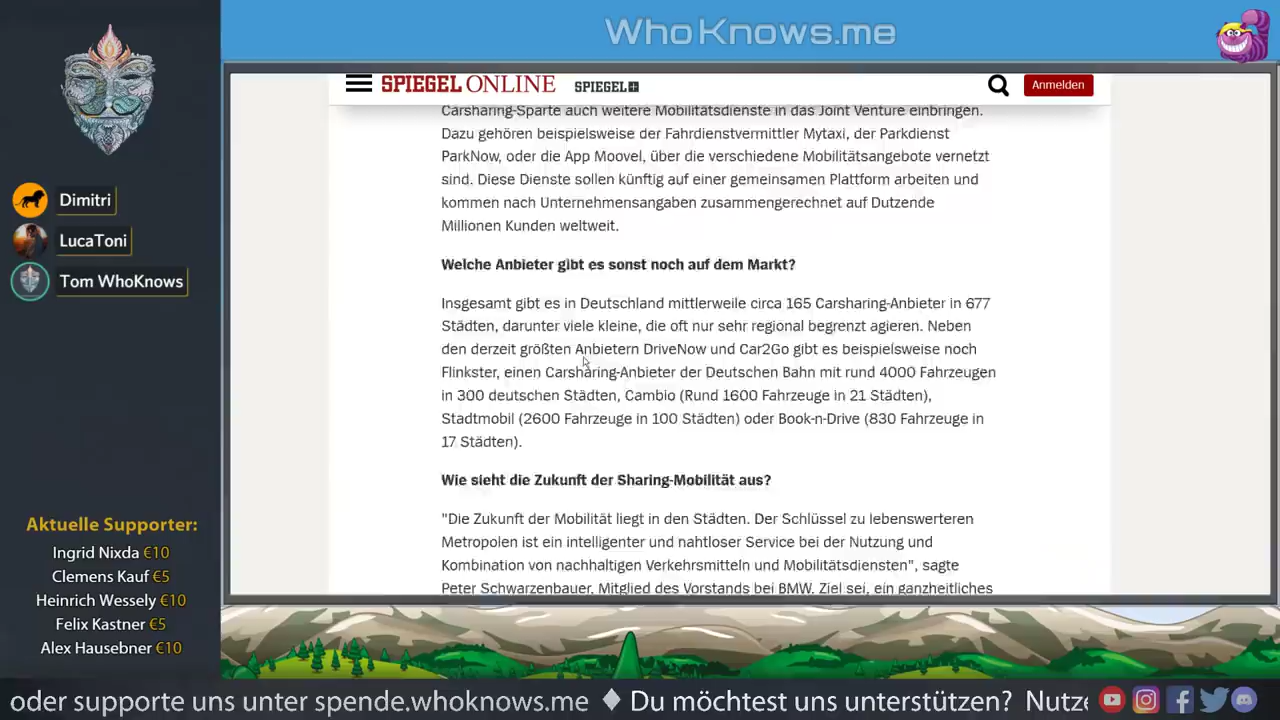 WhoKnows.me
SPIEGEL ONLINE SPIEGEL+ Anmelden
Carsharing-Sparte auch weitere Mobilitätsdienste in das Joint Venture einbringen.
Dazu gehören beispielsweise der Fahrdienstvermittler Mytaxi, der Parkdienst
ParkNow, oder die App Moovel, über die verschiedene Mobilitätsangebote vernetzt
sind. Diese Dienste sollen künftig auf einer gemeinsamen Plattform arbeiten und
kommen nach Unternehmensangaben zusammengerechnet auf Dutzende
Millionen Kunden weltweit.
Welche Anbieter gibt es sonst noch auf dem Markt?
Insgesamt gibt es in Deutschland mittlerweile circa 165 Carsharing-Anbieter in 677
Städten, darunter viele kleine, die oft nur sehr regional begrenzt agieren. Neben
den derzeit größten Anbietern DriveNow und Car2Go gibt es beispielsweise noch
Flinkster, einen Carsharing-Anbieter der Deutschen Bahn mit rund 4000 Fahrzeugen
in 300 deutschen Städten, Cambio (Rund 1600 Fahrzeuge in 21 Städten),
Stadtmobil (2600 Fahrzeuge in 100 Städten) oder Book-n-Drive (830 Fahrzeuge in
17 Städten).
Wie sieht die Zukunft der Sharing-Mobilität aus?
"Die Zukunft der Mobilität liegt in den Städten. Der Schlüssel zu lebenswerteren
Metropolen ist ein intelligenter und nahtloser Service bei der Nutzung und
Kombination von nachhaltigen Verkehrsmitteln und Mobilitätsdiensten", sagte
Peter Schwarzenbauer, Mitglied des Vorstands bei BMW. Ziel sei, ein ganzheitliches
Dimitri
LucaToni
Tom WhoKnows
Aktuelle Supporter:
Ingrid Nixda €10
Clemens Kauf €5
Heinrich Wessely €10
Felix Kastner €5
Alex Hausebner €10
oder supporte uns unter spende.whoknows.me ♦ Du möchtest uns unterstützen? Nutze